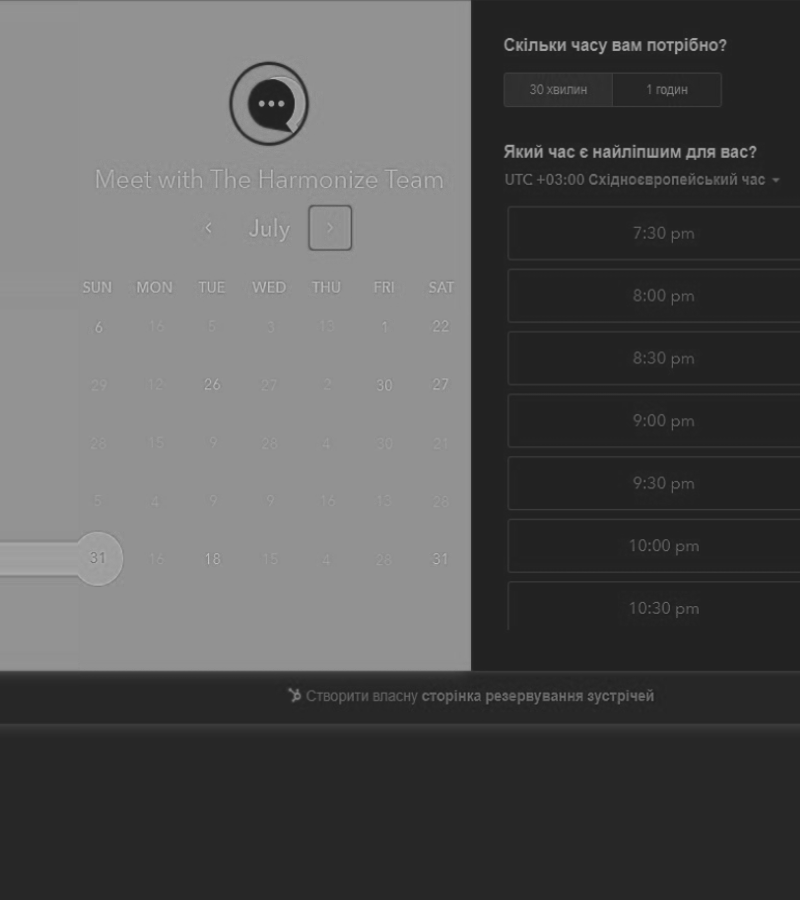 Meet with The Harmonize Team
July
SUN MON TUE WED THU FRI SAT
6 16 5 3 13 1 22
29 12 26 27 2 30 27
28 15 9 28 4 30 21
5 4 9 9 16 13 28
31 16 18 15 4 28 31
Скільки часу вам потрібно?
30 хвилин 1 годин
Який час є найліпшим для вас?
UTC +03:00 Східноєвропейський час
7:30 pm
8:00 pm
8:30 pm
9:00 pm
9:30 pm
10:00 pm
10:30 pm
Створити власну сторінка резервування зустрічей